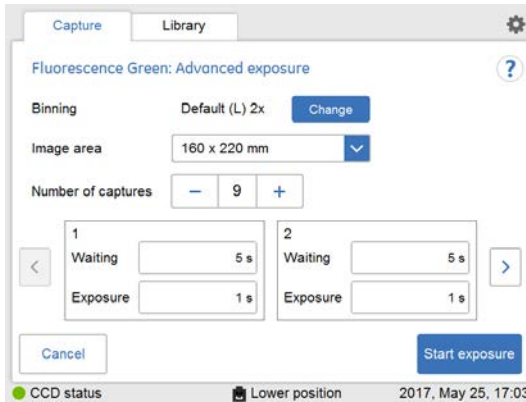 Capture Library
Fluorescence Green: Advanced exposure ?
Binning Default (L) 2x Change
Image area 160 x 220 mm
Number of captures − 9 +
1 2
Waiting 5 s Waiting 5 s
< >
Exposure 1 s Exposure 1 s
Cancel Start exposure
CCD status Lower position 2017, May 25, 17:03